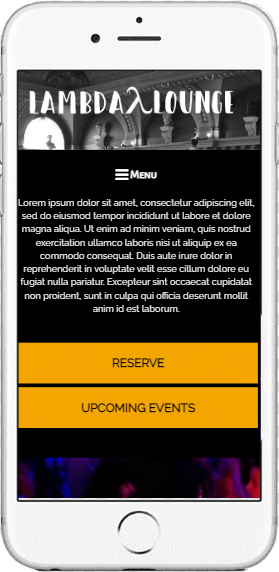 LAMBDA λ LOUNGE
Menu
Lorem ipsum dolor sit amet, consectetur adipiscing elit,
sed do eiusmod tempor incididunt ut labore et dolore
magna aliqua. Ut enim ad minim veniam, quis nostrud
exercitation ullamco laboris nisi ut aliquip ex ea
commodo consequat. Duis aute irure dolor in
reprehenderit in voluptate velit esse cillum dolore eu
fugiat nulla pariatur. Excepteur sint occaecat cupidatat
non proident, sunt in culpa qui officia deserunt mollit
anim id est laborum.
RESERVE
UPCOMING EVENTS